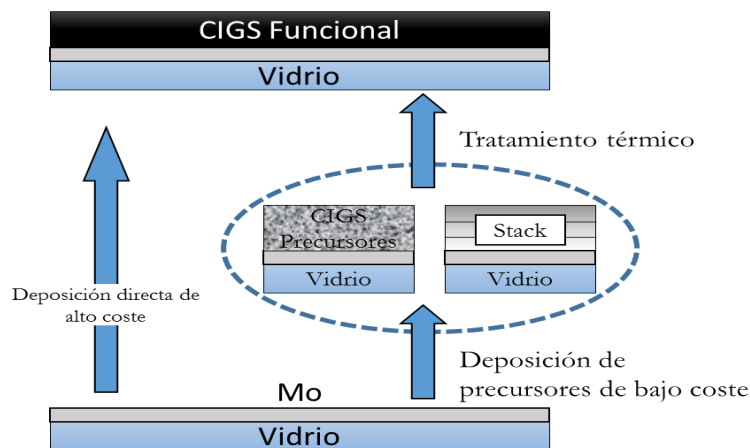 CIGS Funcional
Vidrio
Tratamiento térmico
CIGS
Precursores
Vidrio
Stack
Vidrio
Deposición directa de
alto coste
Deposición de
precursores de bajo coste
Mo
Vidrio